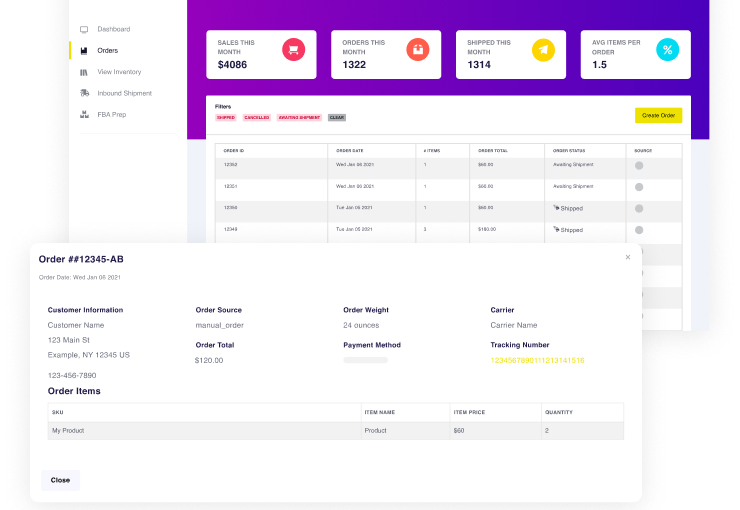 Dashboard
Orders
View Inventory
Inbound Shipment
FBA Prep
SALES THIS MONTH
$4086
ORDERS THIS MONTH
1322
SHIPPED THIS MONTH
1314
AVG ITEMS PER ORDER
1.5
%
Filters
SHIPPED CANCELLED AWAITING SHIPMENT CLEAR
Create Order
ORDER ID ORDER DATE # ITEMS ORDER TOTAL ORDER STATUS SOURCE
12352 Wed Jan 06 2021 1 $60.00 Awaiting Shipment
12351 Wed Jan 06 2021 1 $65.00 Awaiting Shipment
12350 Tue Jan 05 2021 1 $60.00 Shipped
12349 Tue Jan 05 2021 3 $180.00 Shipped
Order ##12345-AB
×
Order Date: Wed Jan 06 2021
Customer Information Order Source Order Weight Carrier
Customer Name manual_order 24 ounces Carrier Name
123 Main St
Order Total Payment Method Tracking Number
Example, NY 12345 US
$120.00 1234567890111213141516
123-456-7890
Order Items
SKU ITEM NAME ITEM PRICE QUANTITY
My Product Product $60 2
Close